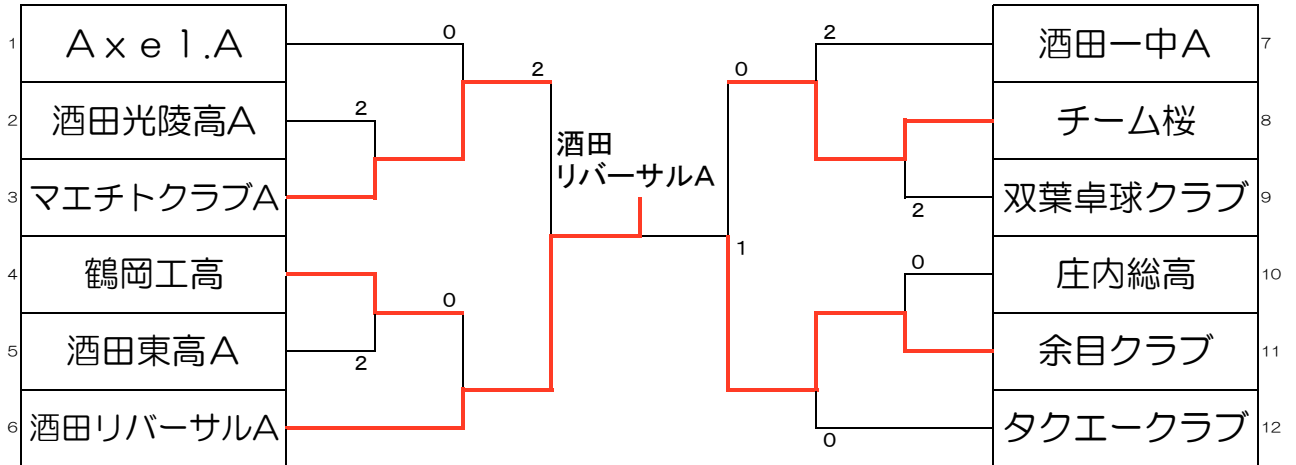 1 Ａｘｅ１.Ａ
2 酒田光陵高A
3 マエチトクラブA
4 鶴岡工高
5 酒田東高A
6 酒田リバーサルA
0
2
2
0
2
酒田
リバーサルA
0
2
1
2
0
0
酒田一中A 7
チーム桜 8
双葉卓球クラブ 9
庄内総高 10
余目クラブ 11
タクエークラブ 12